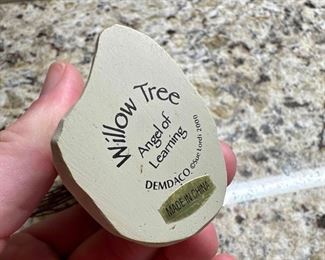 Willow Tree
Angel of
Learning
DEMDACO ©Susan Lordi 2000
MADE IN CHINA